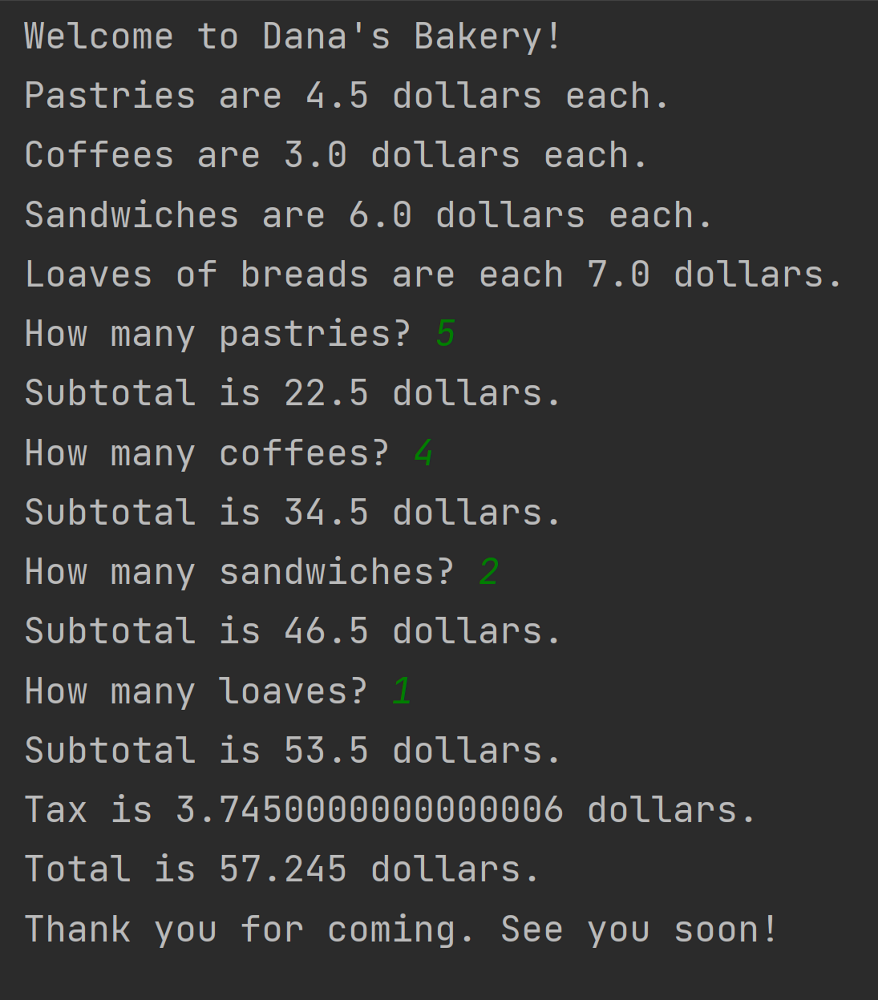 Welcome to Dana's Bakery!
Pastries are 4.5 dollars each.
Coffees are 3.0 dollars each.
Sandwiches are 6.0 dollars each.
Loaves of breads are each 7.0 dollars.
How many pastries? 5
Subtotal is 22.5 dollars.
How many coffees? 4
Subtotal is 34.5 dollars.
How many sandwiches? 2
Subtotal is 46.5 dollars.
How many loaves? 1
Subtotal is 53.5 dollars.
Tax is 3.7450000000000006 dollars.
Total is 57.245 dollars.
Thank you for coming. See you soon!